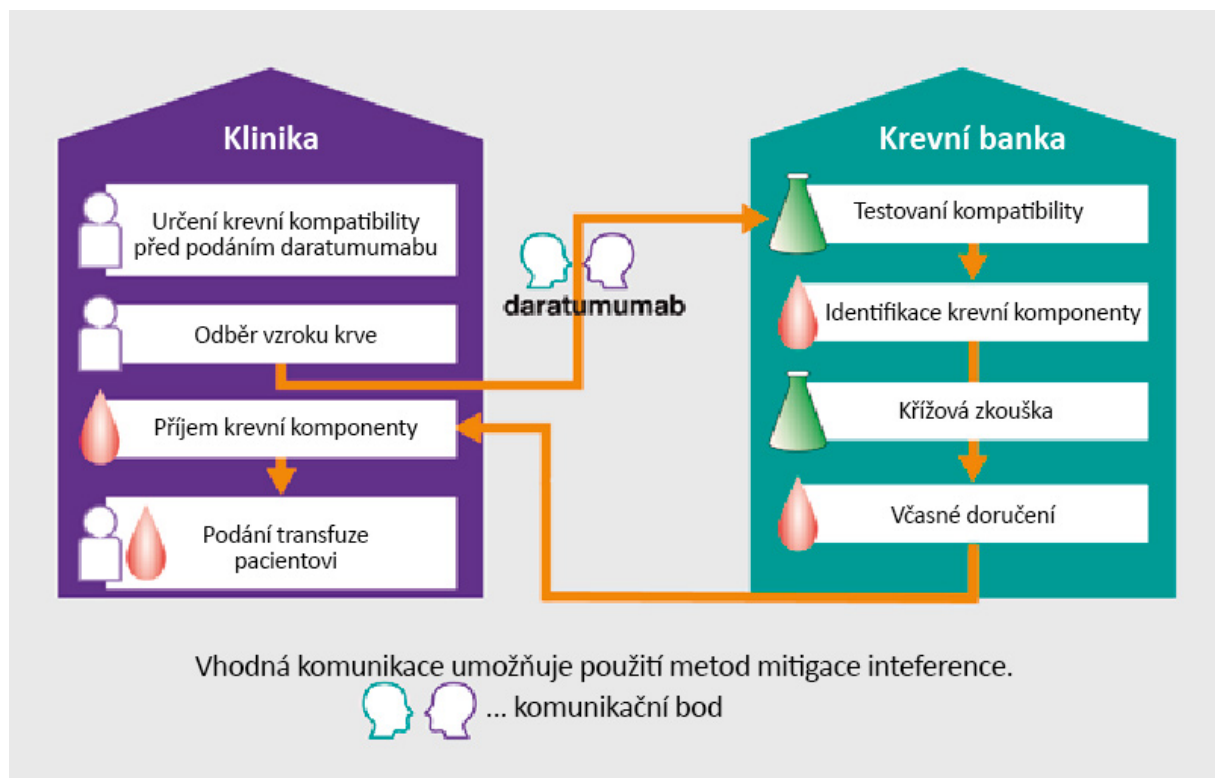 Klinika
Určení krevní kompatibility
před podáním daratumumabu
Odběr vzroku krve
Příjem krevní komponenty
Podání transfuze
pacientovi
daratumumab
Krevní banka
Testovaní kompatibility
Identifikace krevní komponenty
Křížová zkouška
Včasné doručení
Vhodná komunikace umožňuje použití metod mitigace inteference.
... komunikační bod